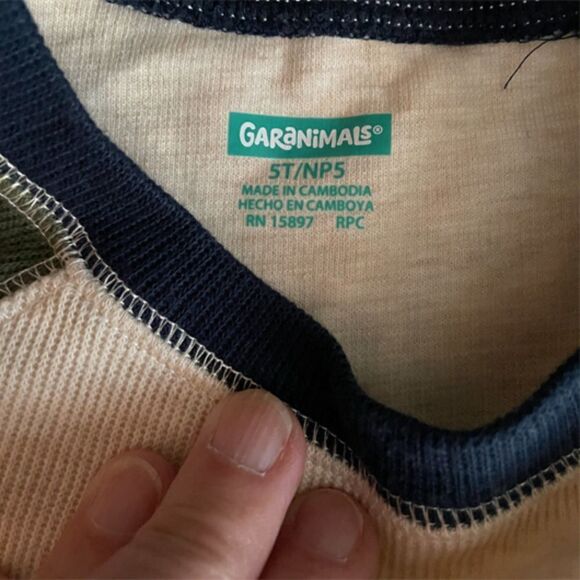 GARANIMALS®
5T/NP5
MADE IN CAMBODIA
HECHO EN CAMBOYA
RN 15897 RPC